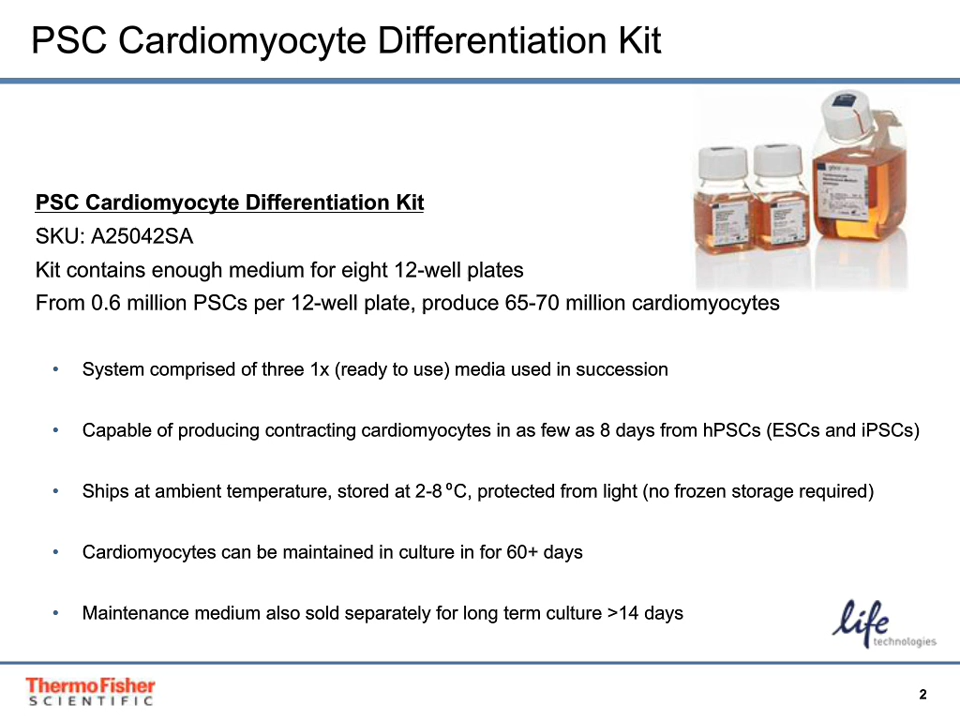 PSC Cardiomyocyte Differentiation Kit
PSC Cardiomyocyte Differentiation Kit
SKU: A25042SA
Kit contains enough medium for eight 12-well plates
From 0.6 million PSCs per 12-well plate, produce 65-70 million cardiomyocytes
• System comprised of three 1x (ready to use) media used in succession
• Capable of producing contracting cardiomyocytes in as few as 8 days from hPSCs (ESCs and iPSCs)
• Ships at ambient temperature, stored at 2-8 ⁰C, protected from light (no frozen storage required)
• Cardiomyocytes can be maintained in culture in for 60+ days
• Maintenance medium also sold separately for long term culture >14 days
life
technologies
ThermoFisher
SCIENTIFIC
2